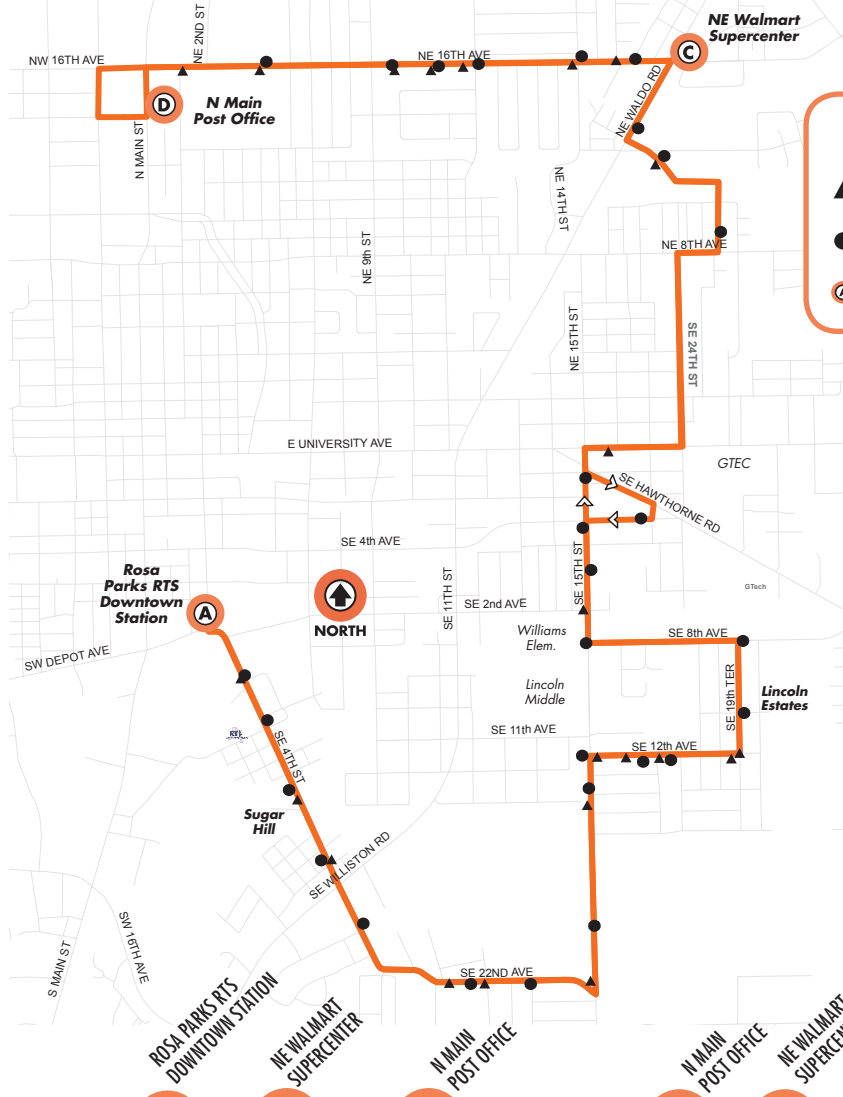 NE 2ND ST
NE Walmart
Supercenter
NW 16TH AVE
NE 16TH AVE
C
D
N Main
Post Office
N MAIN ST
NE WALDO RD
NE 14TH ST
NE 9th ST
NE 8TH AVE
NE 15TH ST
SE 24TH ST
A
E UNIVERSITY AVE
GTEC
SE HAWTHORNE RD
SE 4th AVE
Rosa
Parks RTS
Downtown
Station
A
NORTH
SE 11TH ST
SE 2nd AVE
SE 15TH ST
GTech
Williams
Elem.
SE 8th AVE
SW DEPOT AVE
Lincoln
Middle
SE 19th TER
Lincoln
Estates
SE 11th AVE
SE 12th AVE
RTS
SE 4TH ST
Sugar
Hill
SE WILLISTON RD
SW 16TH AVE
S MAIN ST
SE 22ND AVE
ROSA PARKS RTS
DOWNTOWN STATION
NE WALMART
SUPERCENTER
N MAIN
POST OFFICE
N MAIN
POST OFFICE
NE WALMART
SUPERCEN